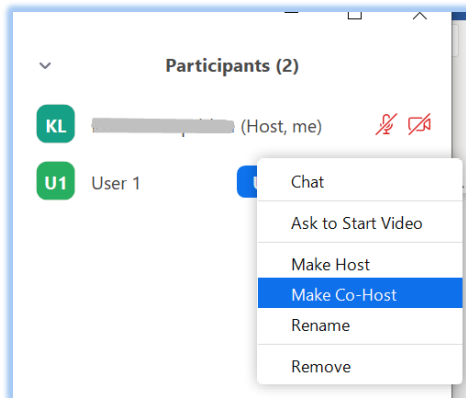 Participants (2)
KL (Host, me)
U1 User 1
Chat
Ask to Start Video
Make Host
Make Co-Host
Rename
Remove